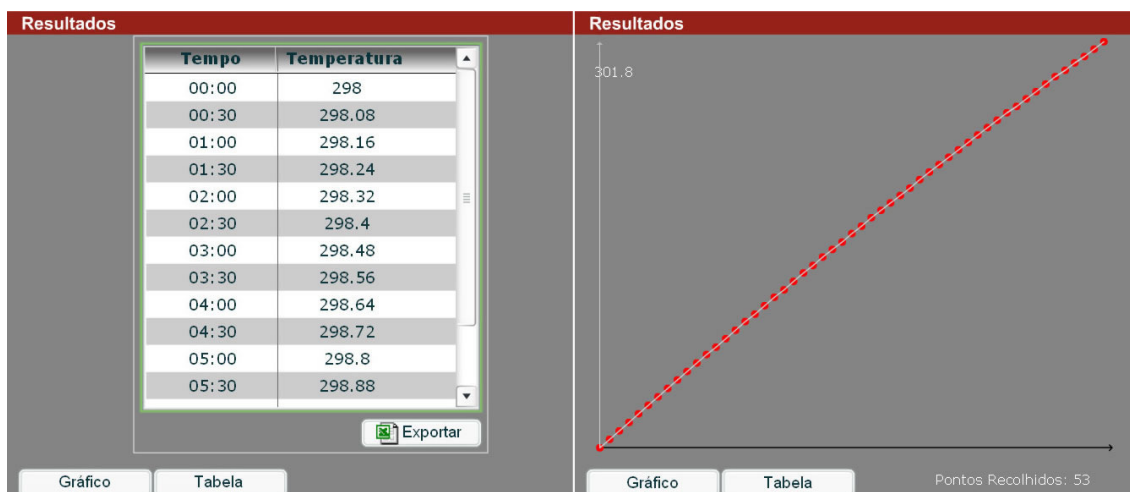 Resultados
Tempo Temperatura
00:00 298
00:30 298.08
01:00 298.16
01:30 298.24
02:00 298.32
02:30 298.4
03:00 298.48
03:30 298.56
04:00 298.64
04:30 298.72
05:00 298.8
05:30 298.88
Exportar
Gráfico Tabela
Resultados
301.8
Gráfico Tabela Pontos Recolhidos: 53